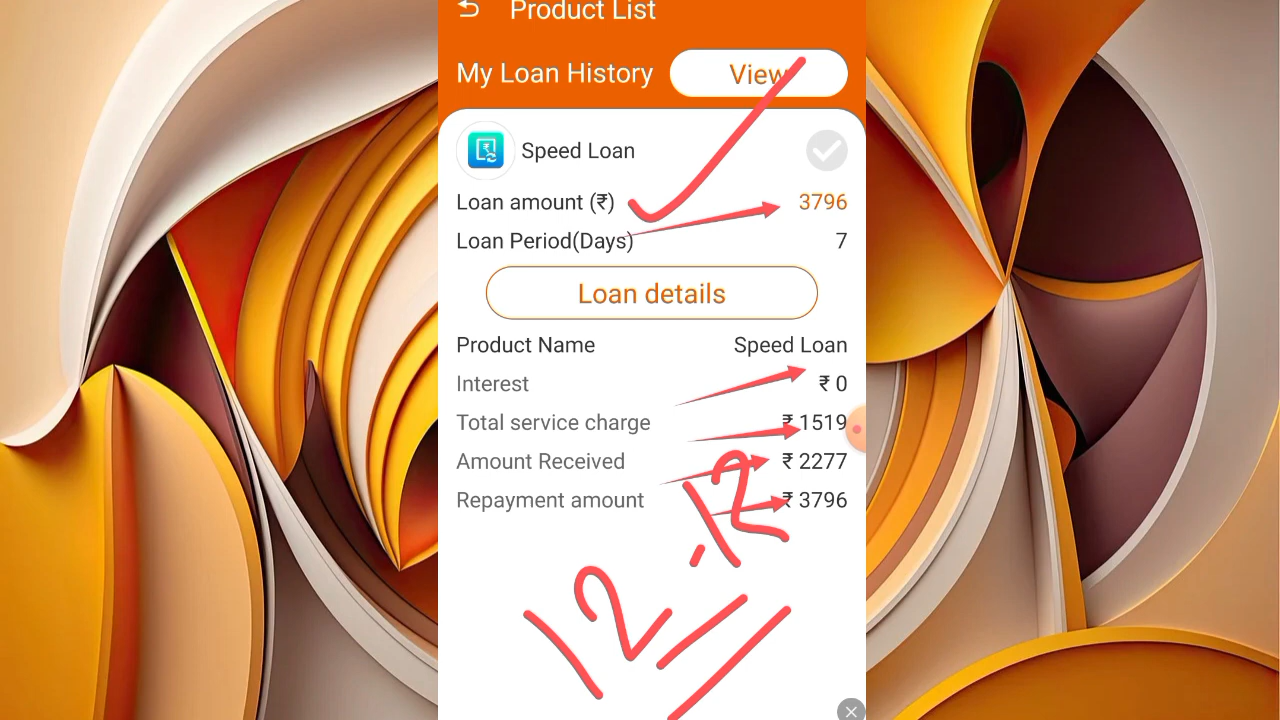 Product List
My Loan History View
Speed Loan
Loan amount (₹) 3796
Loan Period(Days) 7
Loan details
Product Name Speed Loan
Interest ₹ 0
Total service charge ₹ 1519
Amount Received ₹ 2277
Repayment amount ₹ 3796